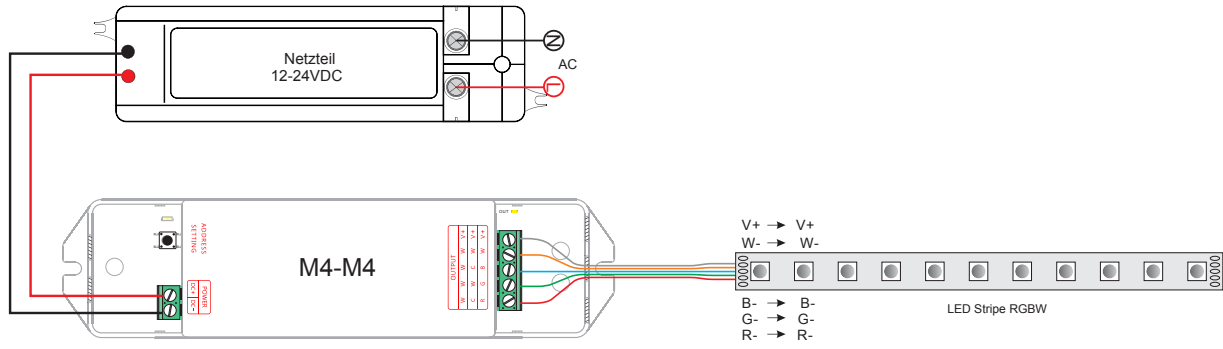 Netzteil
12-24VDC
N
AC
L
ADDRESS
SETTING
POWER
DC+ DC-
M4-M4
OUT
OUTPUT
V+ W B G R
V+ W C W C
V+ W W W W
V+ → V+
W- → W-
B- → B-
G- → G-
R- → R-
LED Stripe RGBW